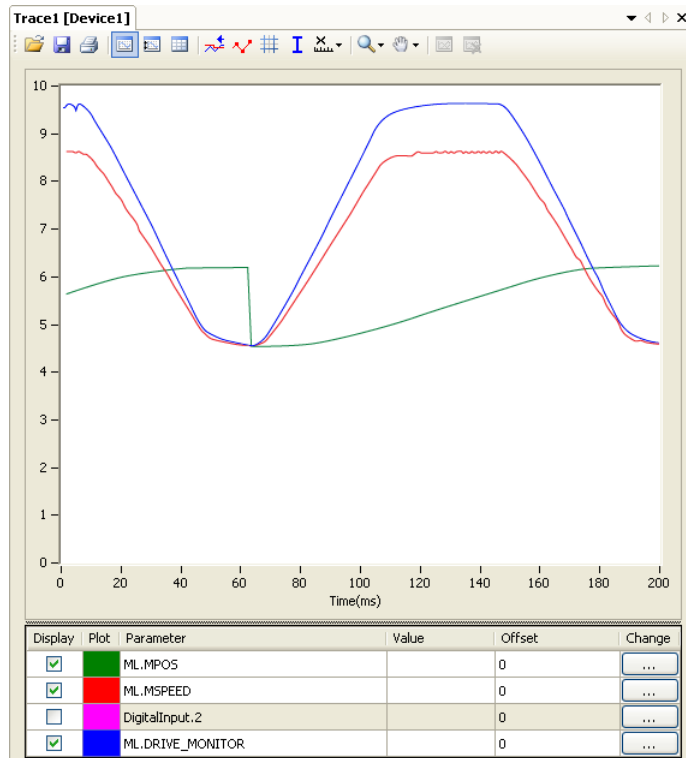 Trace1 [Device1]
10
9
8
7
6
5
4
3
2
1
0
0 20 40 60 80 100 120 140 160 180 200
Time(ms)
Display Plot Parameter Value Offset Change
ML.MPOS 0 ...
ML.MSPEED 0 ...
DigitalInput.2 0 ...
ML.DRIVE_MONITOR 0 ...